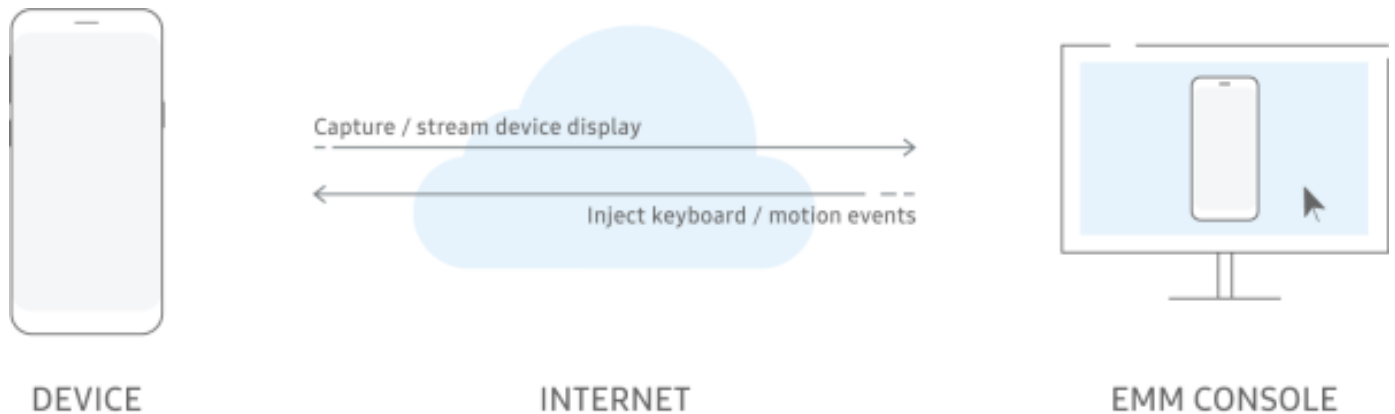 Capture / stream device display
Inject keyboard / motion events
DEVICE
INTERNET
EMM CONSOLE